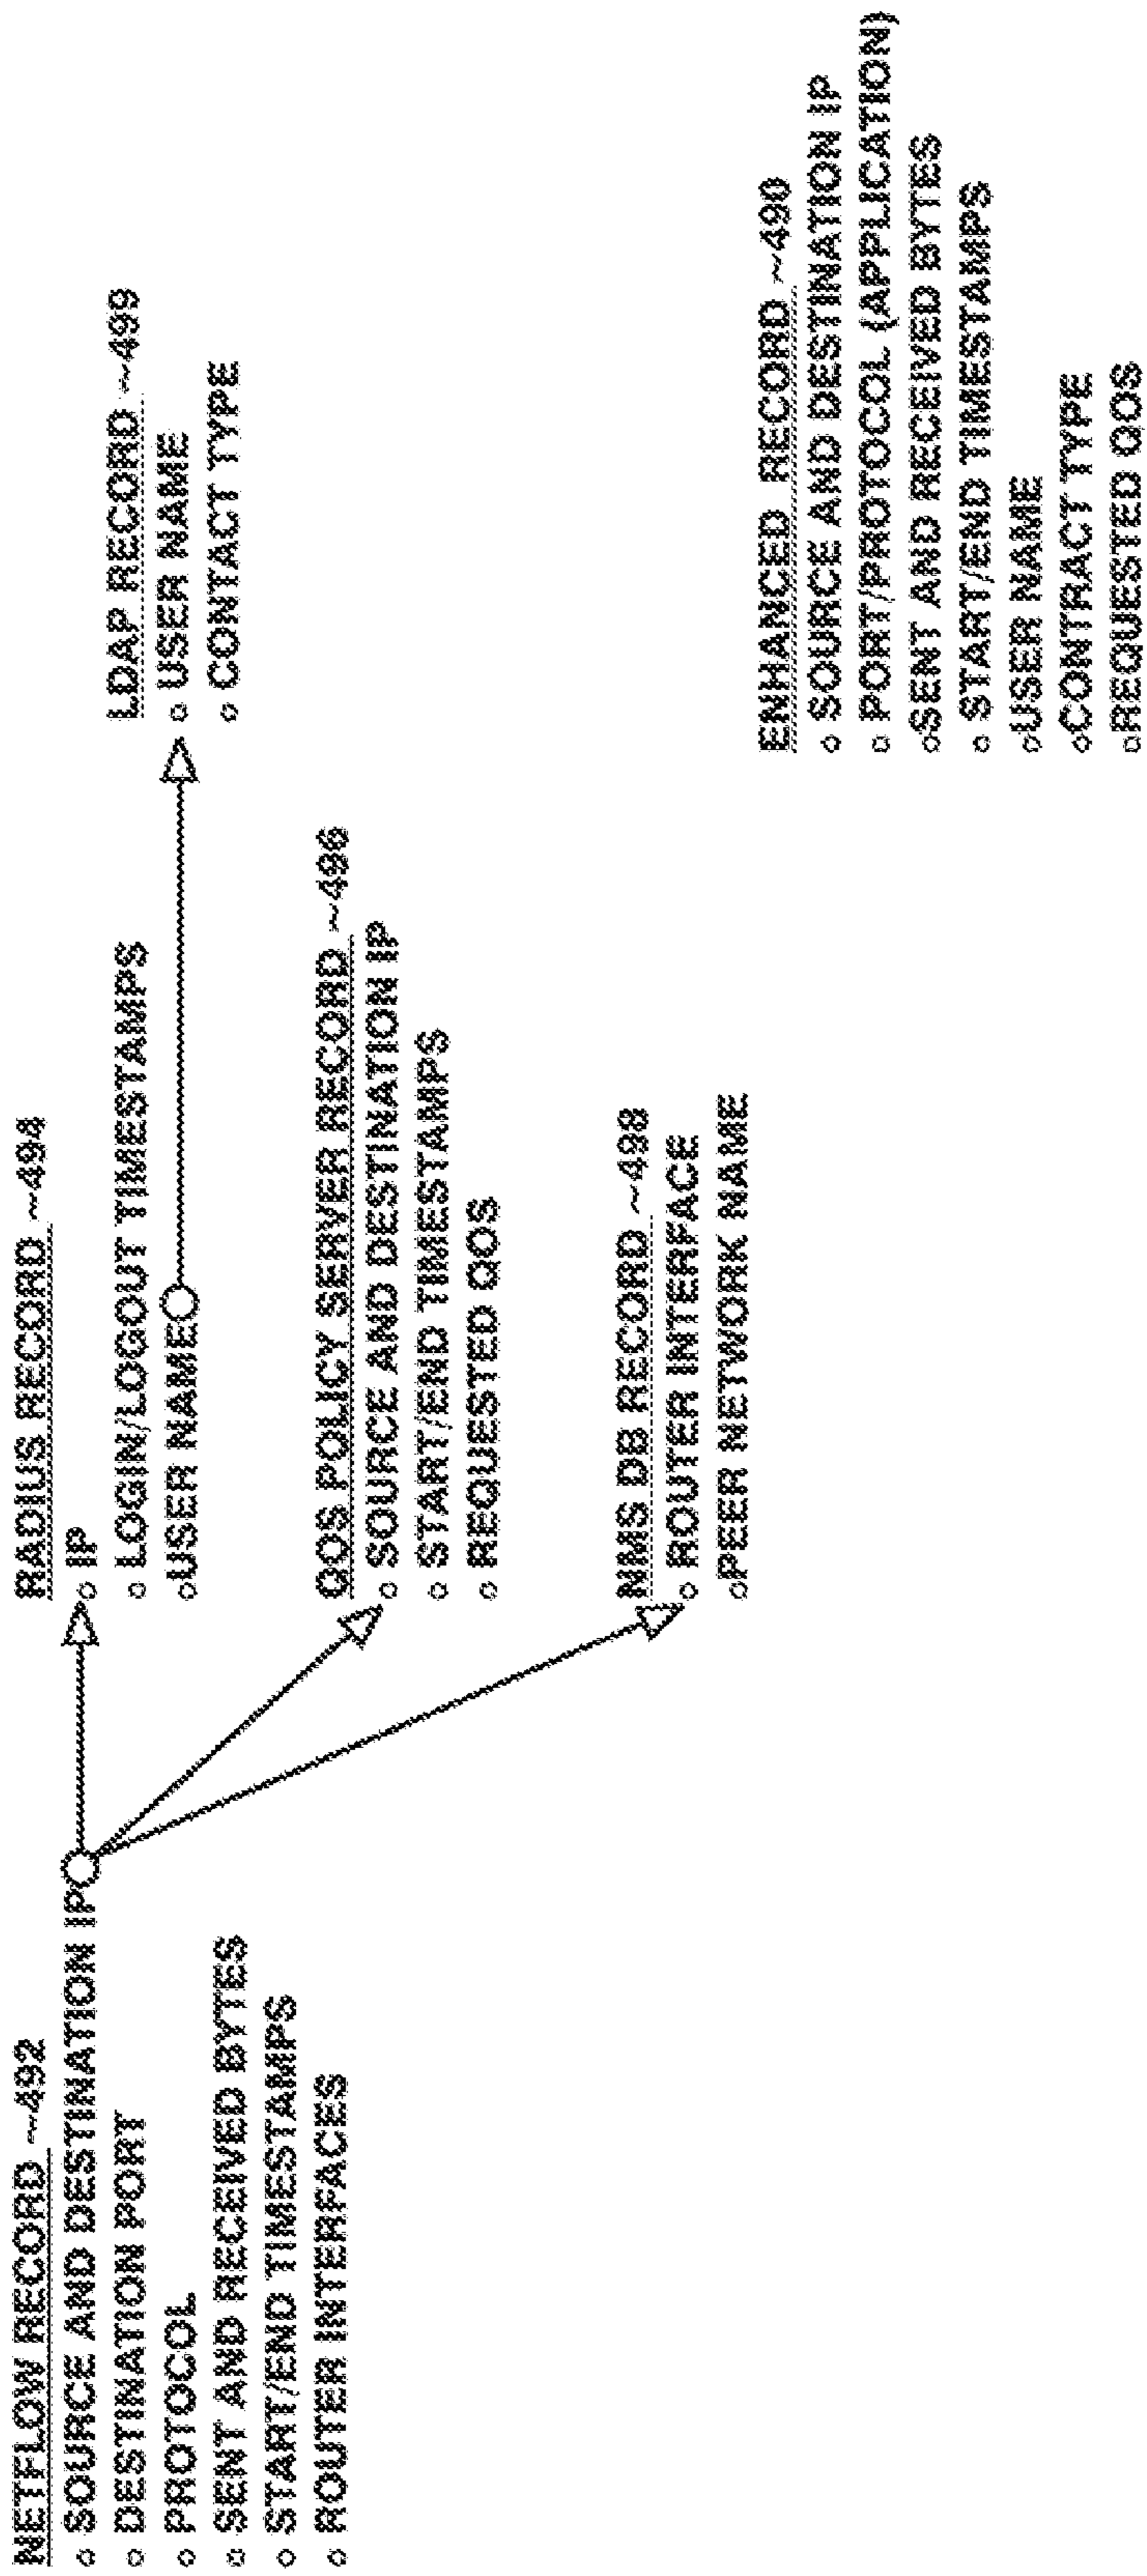 NETFLOW RECORD ~492
○ SOURCE AND DESTINATION IP
○ DESTINATION PORT
○ PROTOCOL
○ SENT AND RECEIVED BYTES
○ START/END TIMESTAMPS
○ ROUTER INTERFACES
RADIUS RECORD ~494
○ IP
○ LOGIN/LOGOUT TIMESTAMPS
○ USER NAME
QOS POLICY SERVER RECORD ~496
○ SOURCE AND DESTINATION IP
○ START/END TIMESTAMPS
○ REQUESTED QOS
NMS DB RECORD ~498
○ ROUTER INTERFACE
○ PEER NETWORK NAME
LDAP RECORD ~499
○ USER NAME
○ CONTACT TYPE
ENHANCED RECORD ~490
○ SOURCE AND DESTINATION IP
○ PORT/PROTOCOL (APPLICATION)
○ SENT AND RECEIVED BYTES
○ START/END TIMESTAMPS
○ USER NAME
○ CONTRACT TYPE
○ REQUESTED QOS